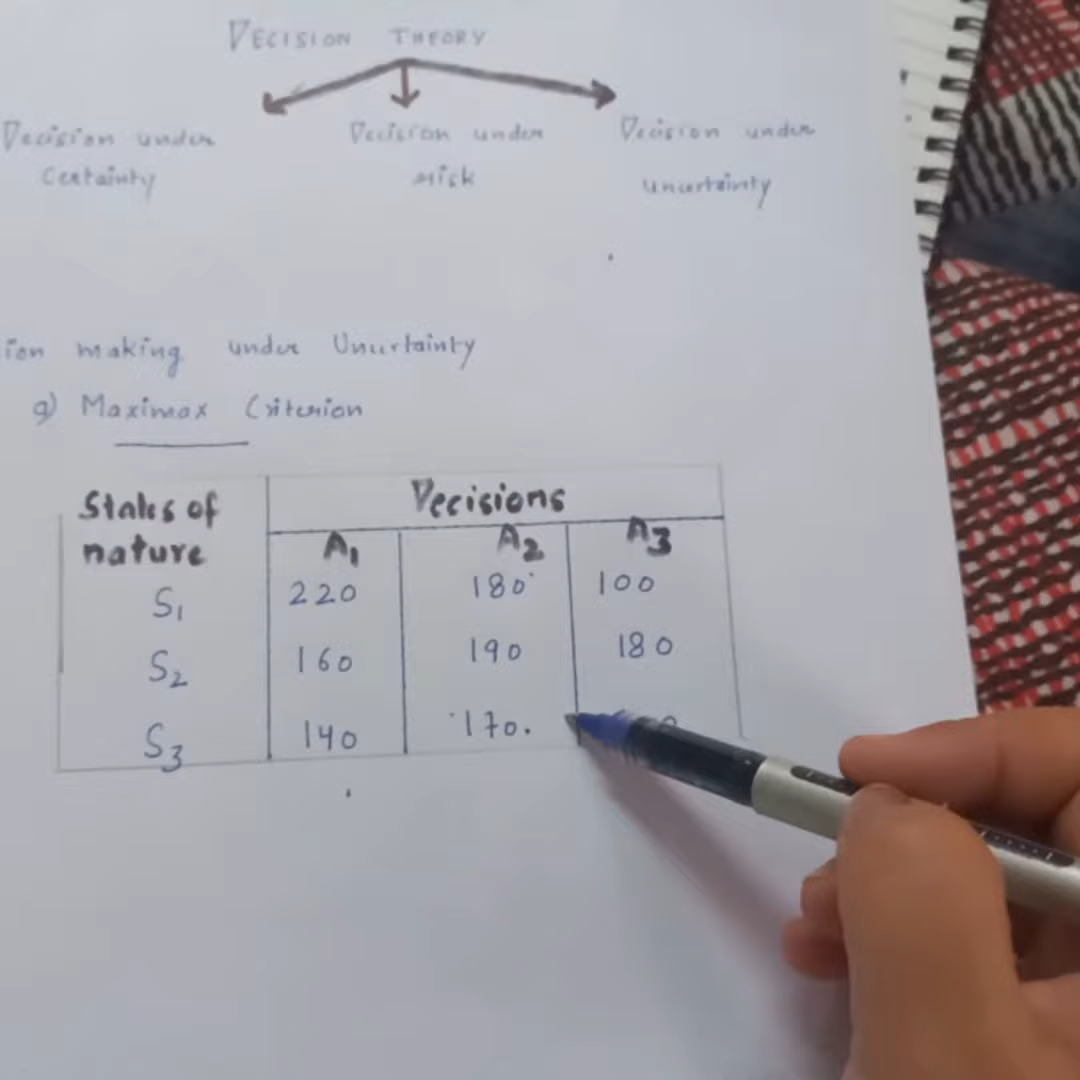 DECISION THEORY
Decision under Decision under Decision under
Certainty risk uncertainty
ion making under Uncertainty
a) Maximax Criterion
States of nature Decisions
A1 A2 A3
S1 220 180 100
S2 160 190 180
S3 140 170.